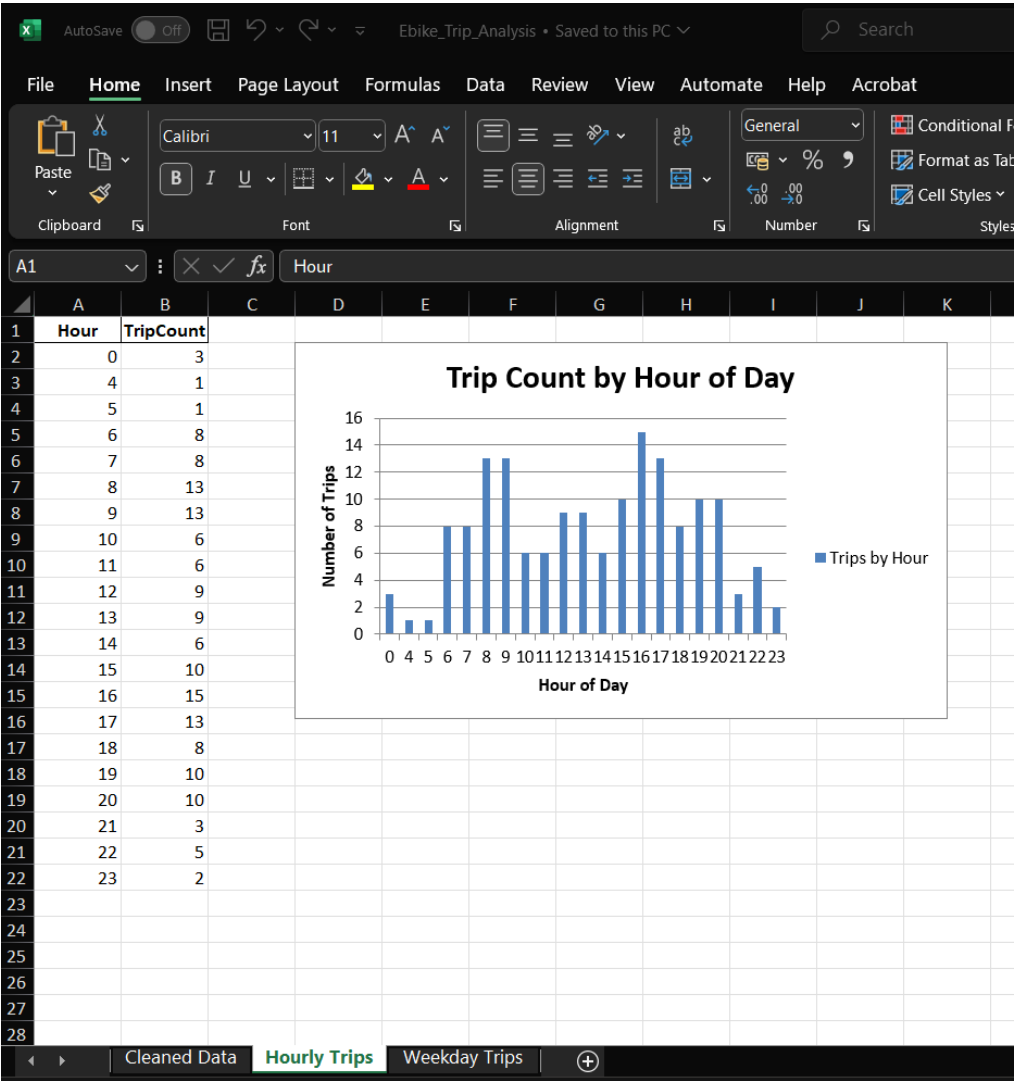 AutoSave Off Ebike_Trip_Analysis • Saved to this PC Search
File Home Insert Page Layout Formulas Data Review View Automate Help Acrobat
Paste
Calibri 11 A A
B I U A
ab
c
General
% 9
.00 .00
Conditional F
Format as Tab
Cell Styles
Clipboard Font Alignment Number Styles
A1 fx Hour
A B C D E F G H I J K
1 Hour TripCount
2 0 3
3 4 1
4 5 1
5 6 8
6 7 8
7 8 13
8 9 13
9 10 6
10 11 6
11 12 9
12 13 9
13 14 6
14 15 10
15 16 15
16 17 13
17 18 8
18 19 10
19 20 10
20 21 3
21 22 5
22 23 2
23
24
25
26
27
28
Trip Count by Hour of Day
Number of Trips
16
14
12
10
8
6
4
2
0
0 4 5 6 7 8 9 10 11 12 13 14 15 16 17 18 19 20 21 22 23
Hour of Day
Trips by Hour
Cleaned Data Hourly Trips Weekday Trips